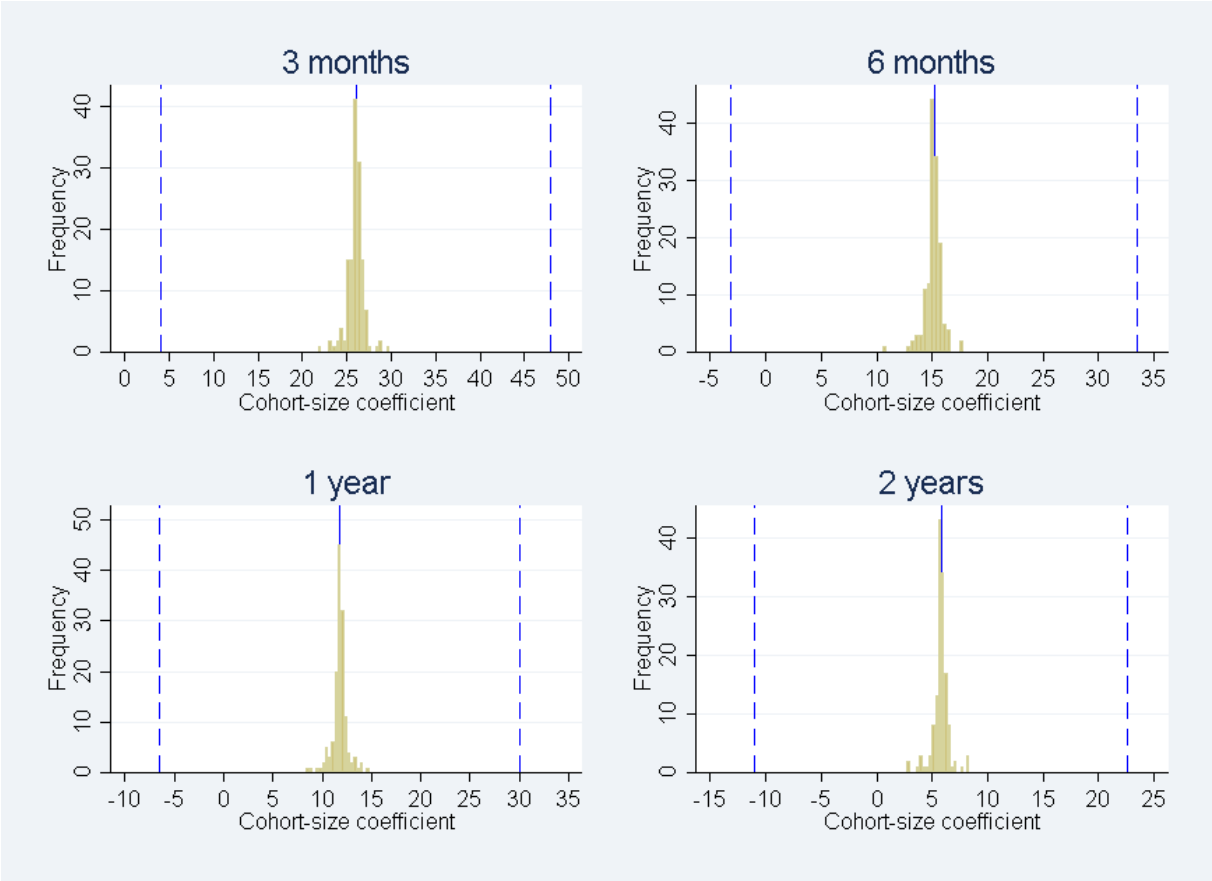 3 months
Frequency
0 10 20 30 40
0 5 10 15 20 25 30 35 40 45 50
Cohort-size coefficient
6 months
Frequency
0 10 20 30 40
-5 0 5 10 15 20 25 30 35
Cohort-size coefficient
1 year
Frequency
0 10 20 30 40 50
-10 -5 0 5 10 15 20 25 30 35
Cohort-size coefficient
2 years
Frequency
0 10 20 30 40
-15 -10 -5 0 5 10 15 20 25
Cohort-size coefficient